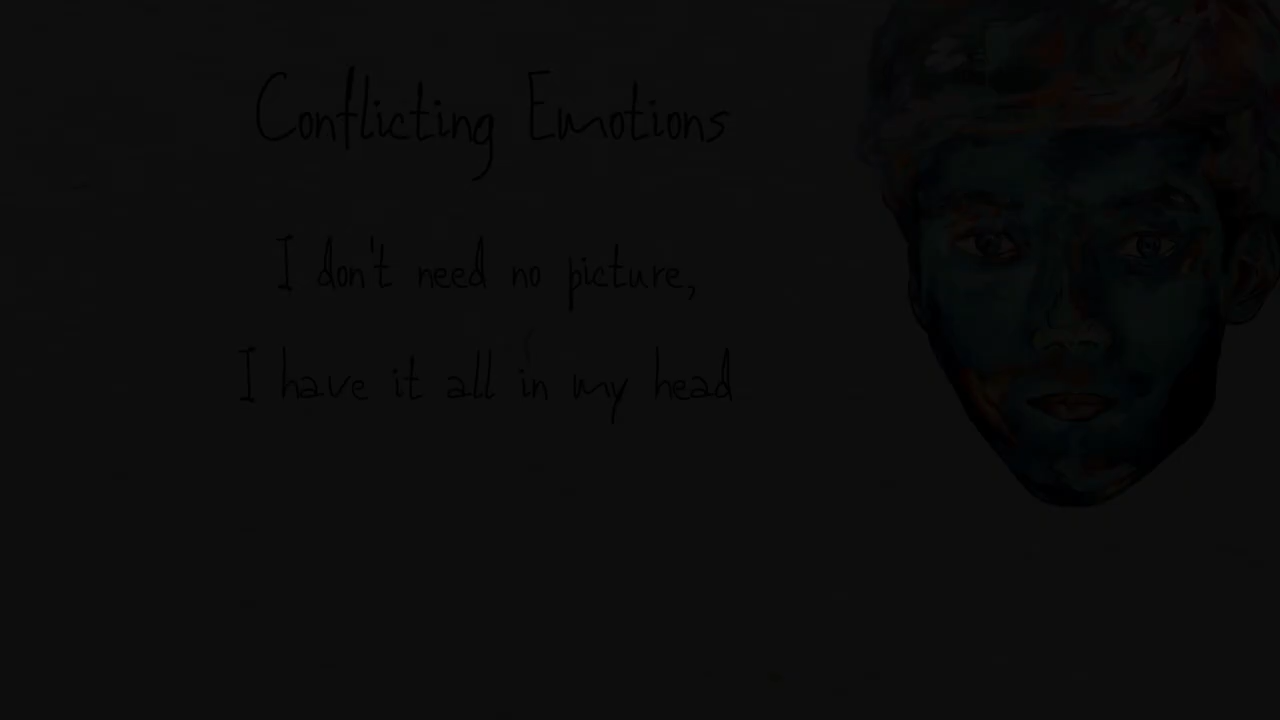 Conflicting Emotions
I don't need no picture,
I have it all in my head